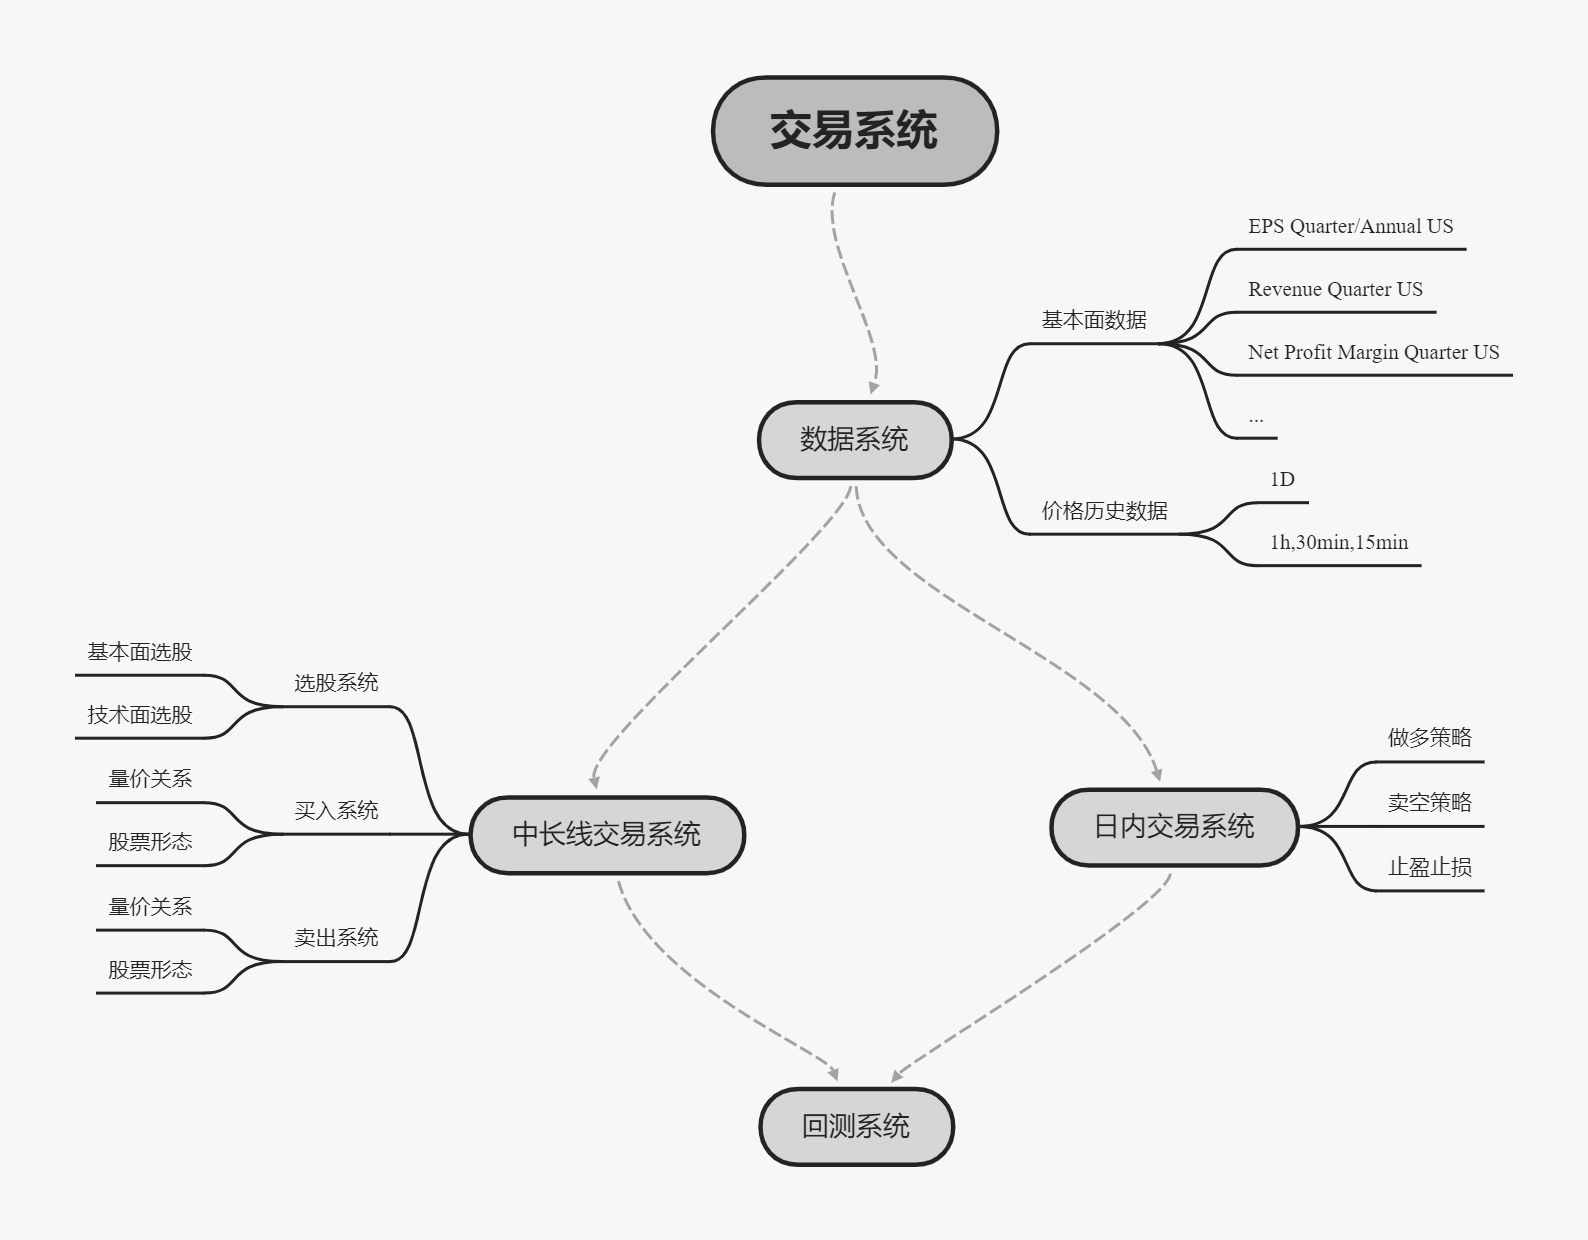 交易系统
EPS Quarter/Annual US
Revenue Quarter US
基本面数据
Net Profit Margin Quarter US
...
数据系统
1D
价格历史数据
1h,30min,15min
基本面选股
选股系统
技术面选股
量价关系
买入系统
股票形态
中长线交易系统
量价关系
卖出系统
股票形态
做多策略
卖空策略
日内交易系统
止盈止损
回测系统